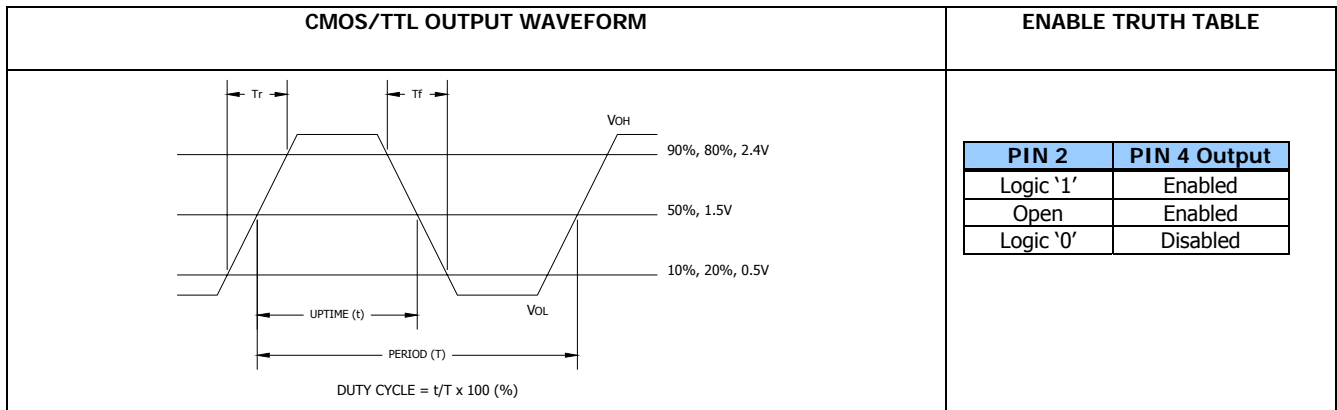 CMOS/TTL OUTPUT WAVEFORM
ENABLE TRUTH TABLE
Tr
Tf
VOH
90%, 80%, 2.4V
50%, 1.5V
10%, 20%, 0.5V
UPTIME (t)
VOL
PERIOD (T)
DUTY CYCLE = t/T x 100 (%)
PIN 2 PIN 4 Output
Logic ‘1’ Enabled
Open Enabled
Logic ‘0’ Disabled